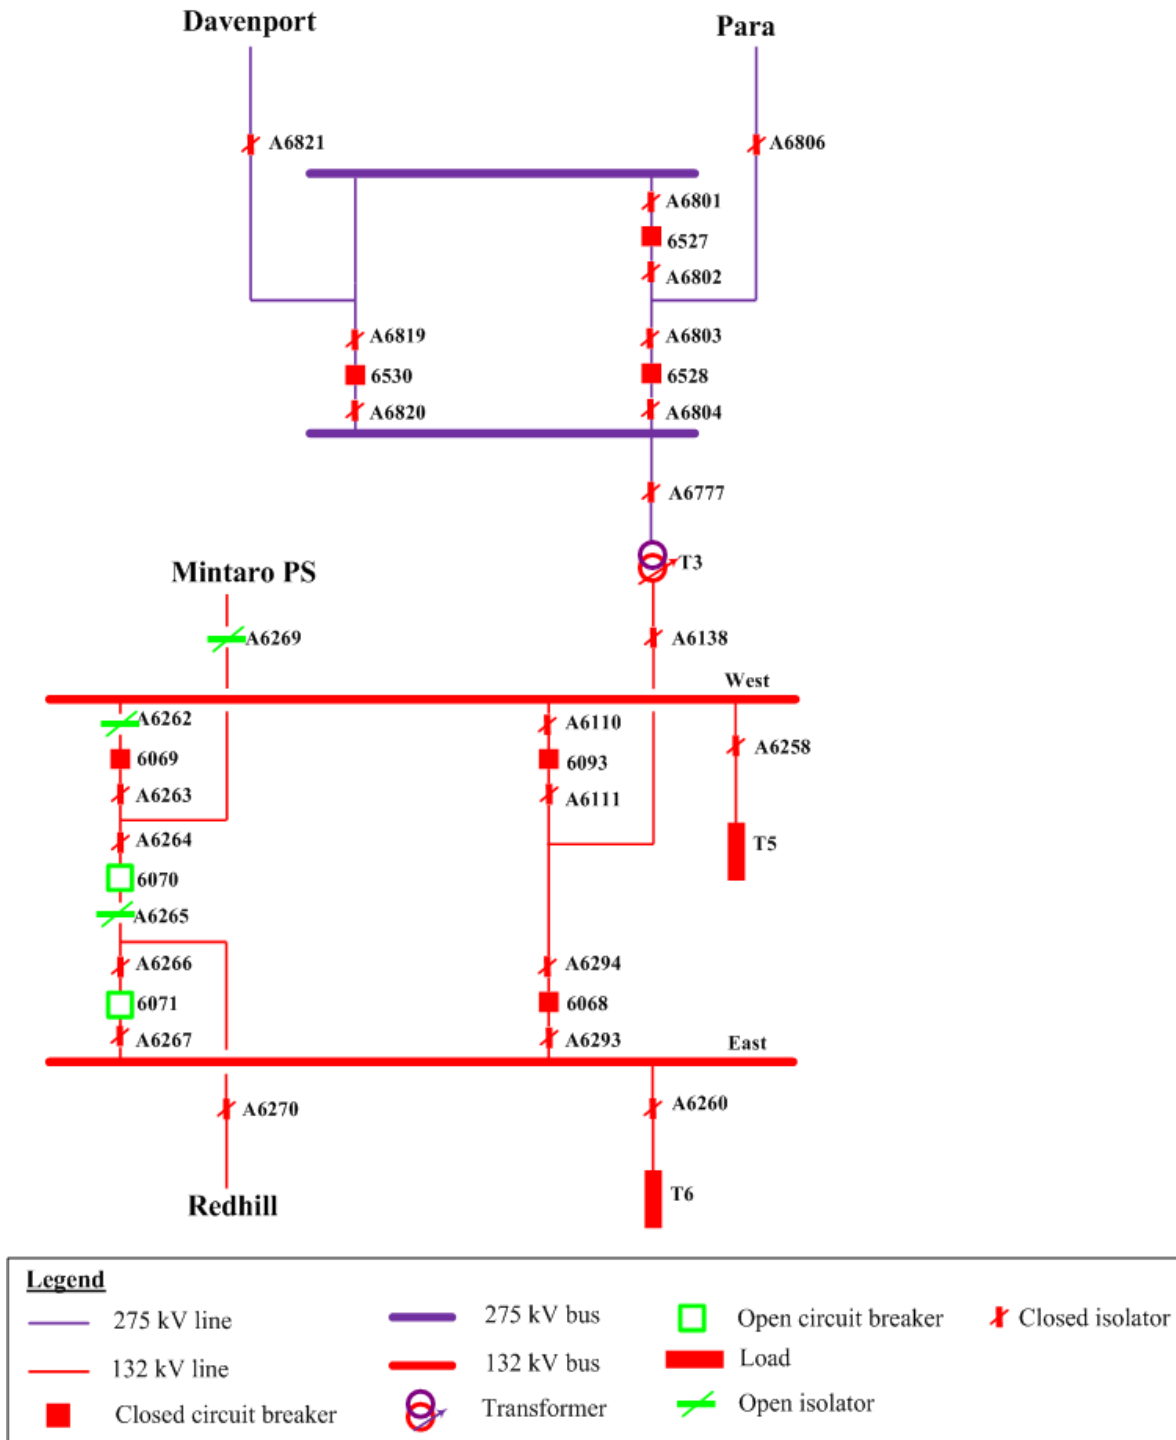 Davenport
Para
A6821
A6806
A6801
6527
A6802
A6819
A6803
6530
6528
A6820
A6804
A6777
Mintaro PS
T3
A6269
A6138
West
A6262
A6110
A6258
6069
6093
A6263
A6111
A6264
T5
6070
A6265
A6266
A6294
6071
6068
A6267
A6293
East
A6270
A6260
Redhill
T6
Legend
275 kV line
275 kV bus
Open circuit breaker
Closed isolator
132 kV line
132 kV bus
Load
Closed circuit breaker
Transformer
Open isolator